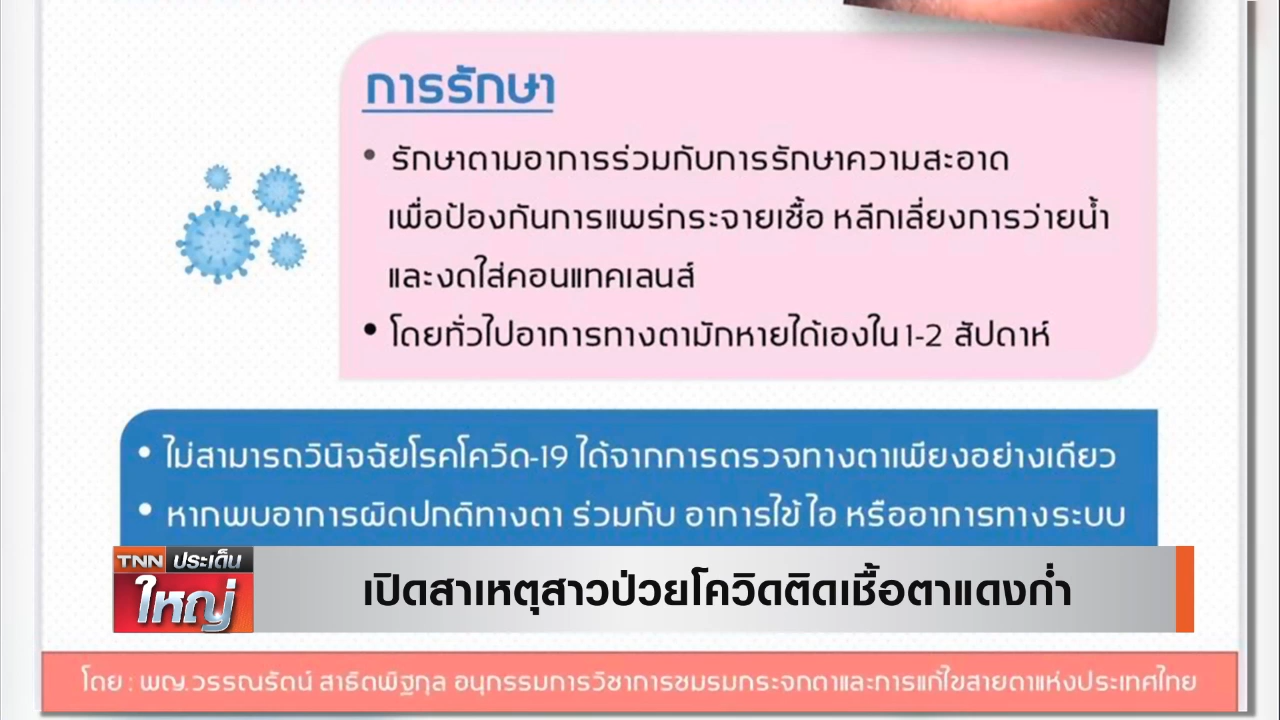 การรักษา
• รักษาตามอาการร่วมกับการรักษาความสะอาด
เพื่อป้องกันการแพร่กระจายเชื้อ หลีกเลี่ยงการว่ายน้ำ
และงดใส่คอนแทคเลนส์
• โดยทั่วไปอาการทางตามักหายได้เองใน 1-2 สัปดาห์
• ไม่สามารถวินิจฉัยโรคโควิด-19 ได้จากการตรวจทางตาเพียงอย่างเดียว
• หากพบอาการผิดปกติทางตา ร่วมกับ อาการไข้ ไอ หรืออาการทางระบบ
TNN ประเด็น
ใหญ่
เปิดสาเหตุสาวป่วยโควิดติดเชื้อตาแดงก่ำ
โดย : พญ.วรรณรัตน์ สาธิตพิฐกุล อนุกรรมการวิชาการชมรมกระจกตาและการแก้ไขสายตาแห่งประเทศไทย